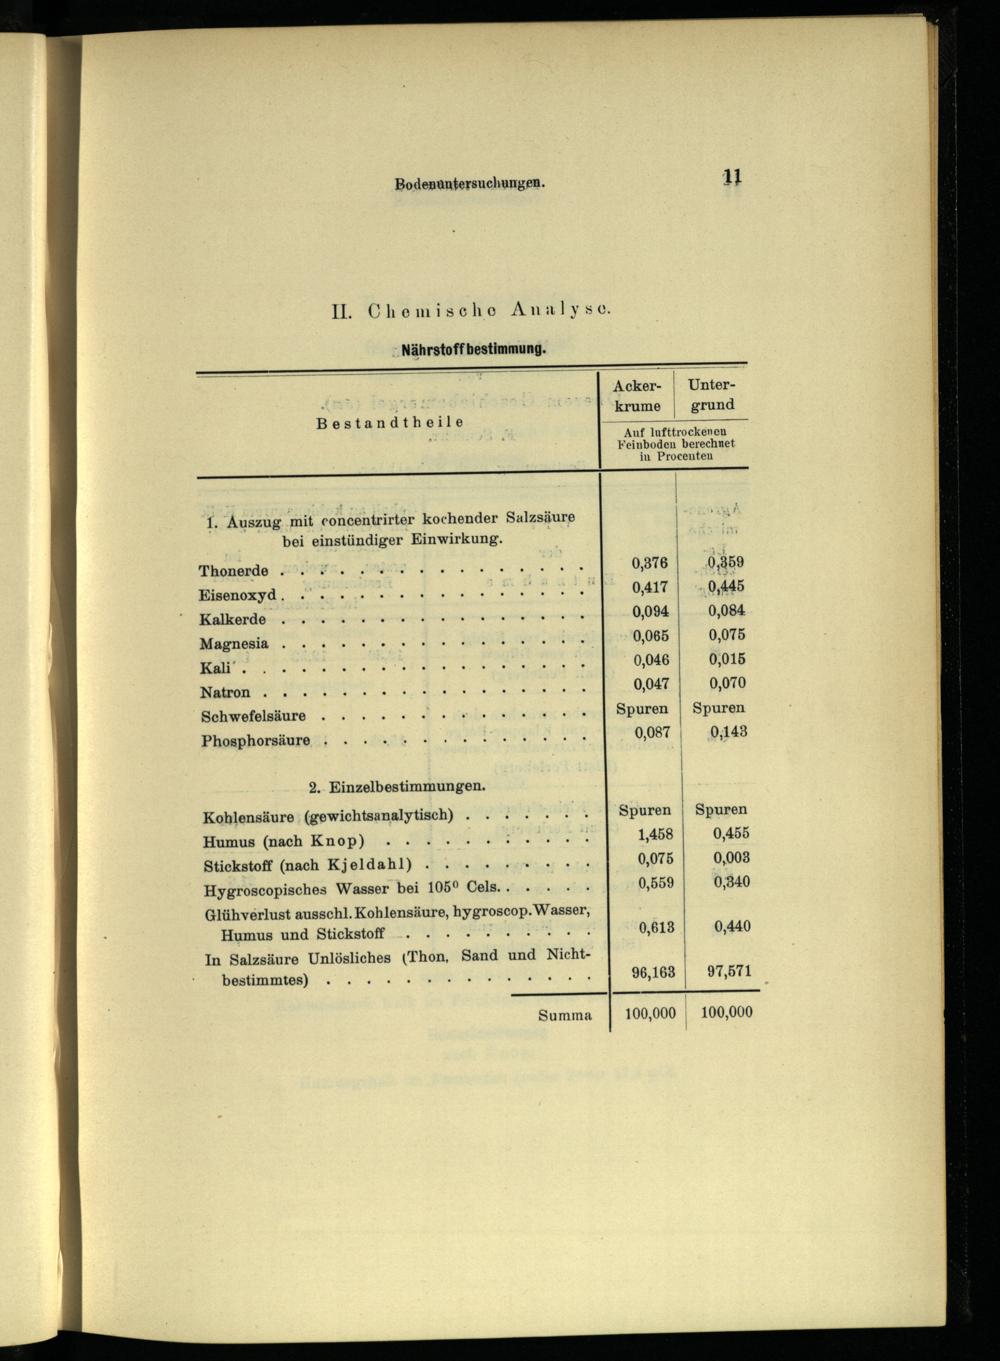 Bodenuntersuchungen. 11
II. Chemische Analyse.
Nährstoffbestimmung.
Bestandtheile
Acker-
krume
Unter-
grund
Auf lufttrockenen
Feinboden berechnet
in Procenten
1. Auszug mit concentrirter kochender Salzsäure
bei einstündiger Einwirkung.
Thonerde . . . . . . . . . . . . . . . . 0,376 0,359
Eisenoxyd . . . . . . . . . . . . . . . . 0,417 0,445
Kalkerde . . . . . . . . . . . . . . . . 0,094 0,084
Magnesia . . . . . . . . . . . . . . . . 0,065 0,075
Kali . . . . . . . . . . . . . . . . . . 0,046 0,015
Natron . . . . . . . . . . . . . . . . . 0,047 0,070
Schwefelsäure . . . . . . . . . . . . . . Spuren Spuren
Phosphorsäure . . . . . . . . . . . . . . 0,087 0,143
2. Einzelbestimmungen.
Kohlensäure (gewichtsanalytisch) . . . . . . . Spuren Spuren
Humus (nach Knop) . . . . . . . . . . . 1,458 0,455
Stickstoff (nach Kjeldahl) . . . . . . . . . 0,075 0,003
Hygroscopisches Wasser bei 105° Cels. . . . . . 0,559 0,340
Glühverlust ausschl. Kohlensäure, hygroscop. Wasser,
Humus und Stickstoff . . . . . . . . . . 0,613 0,440
In Salzsäure Unlösliches (Thon, Sand und Nicht-
bestimmtes) . . . . . . . . . . . . . . 96,163 97,571
Summa 100,000 100,000